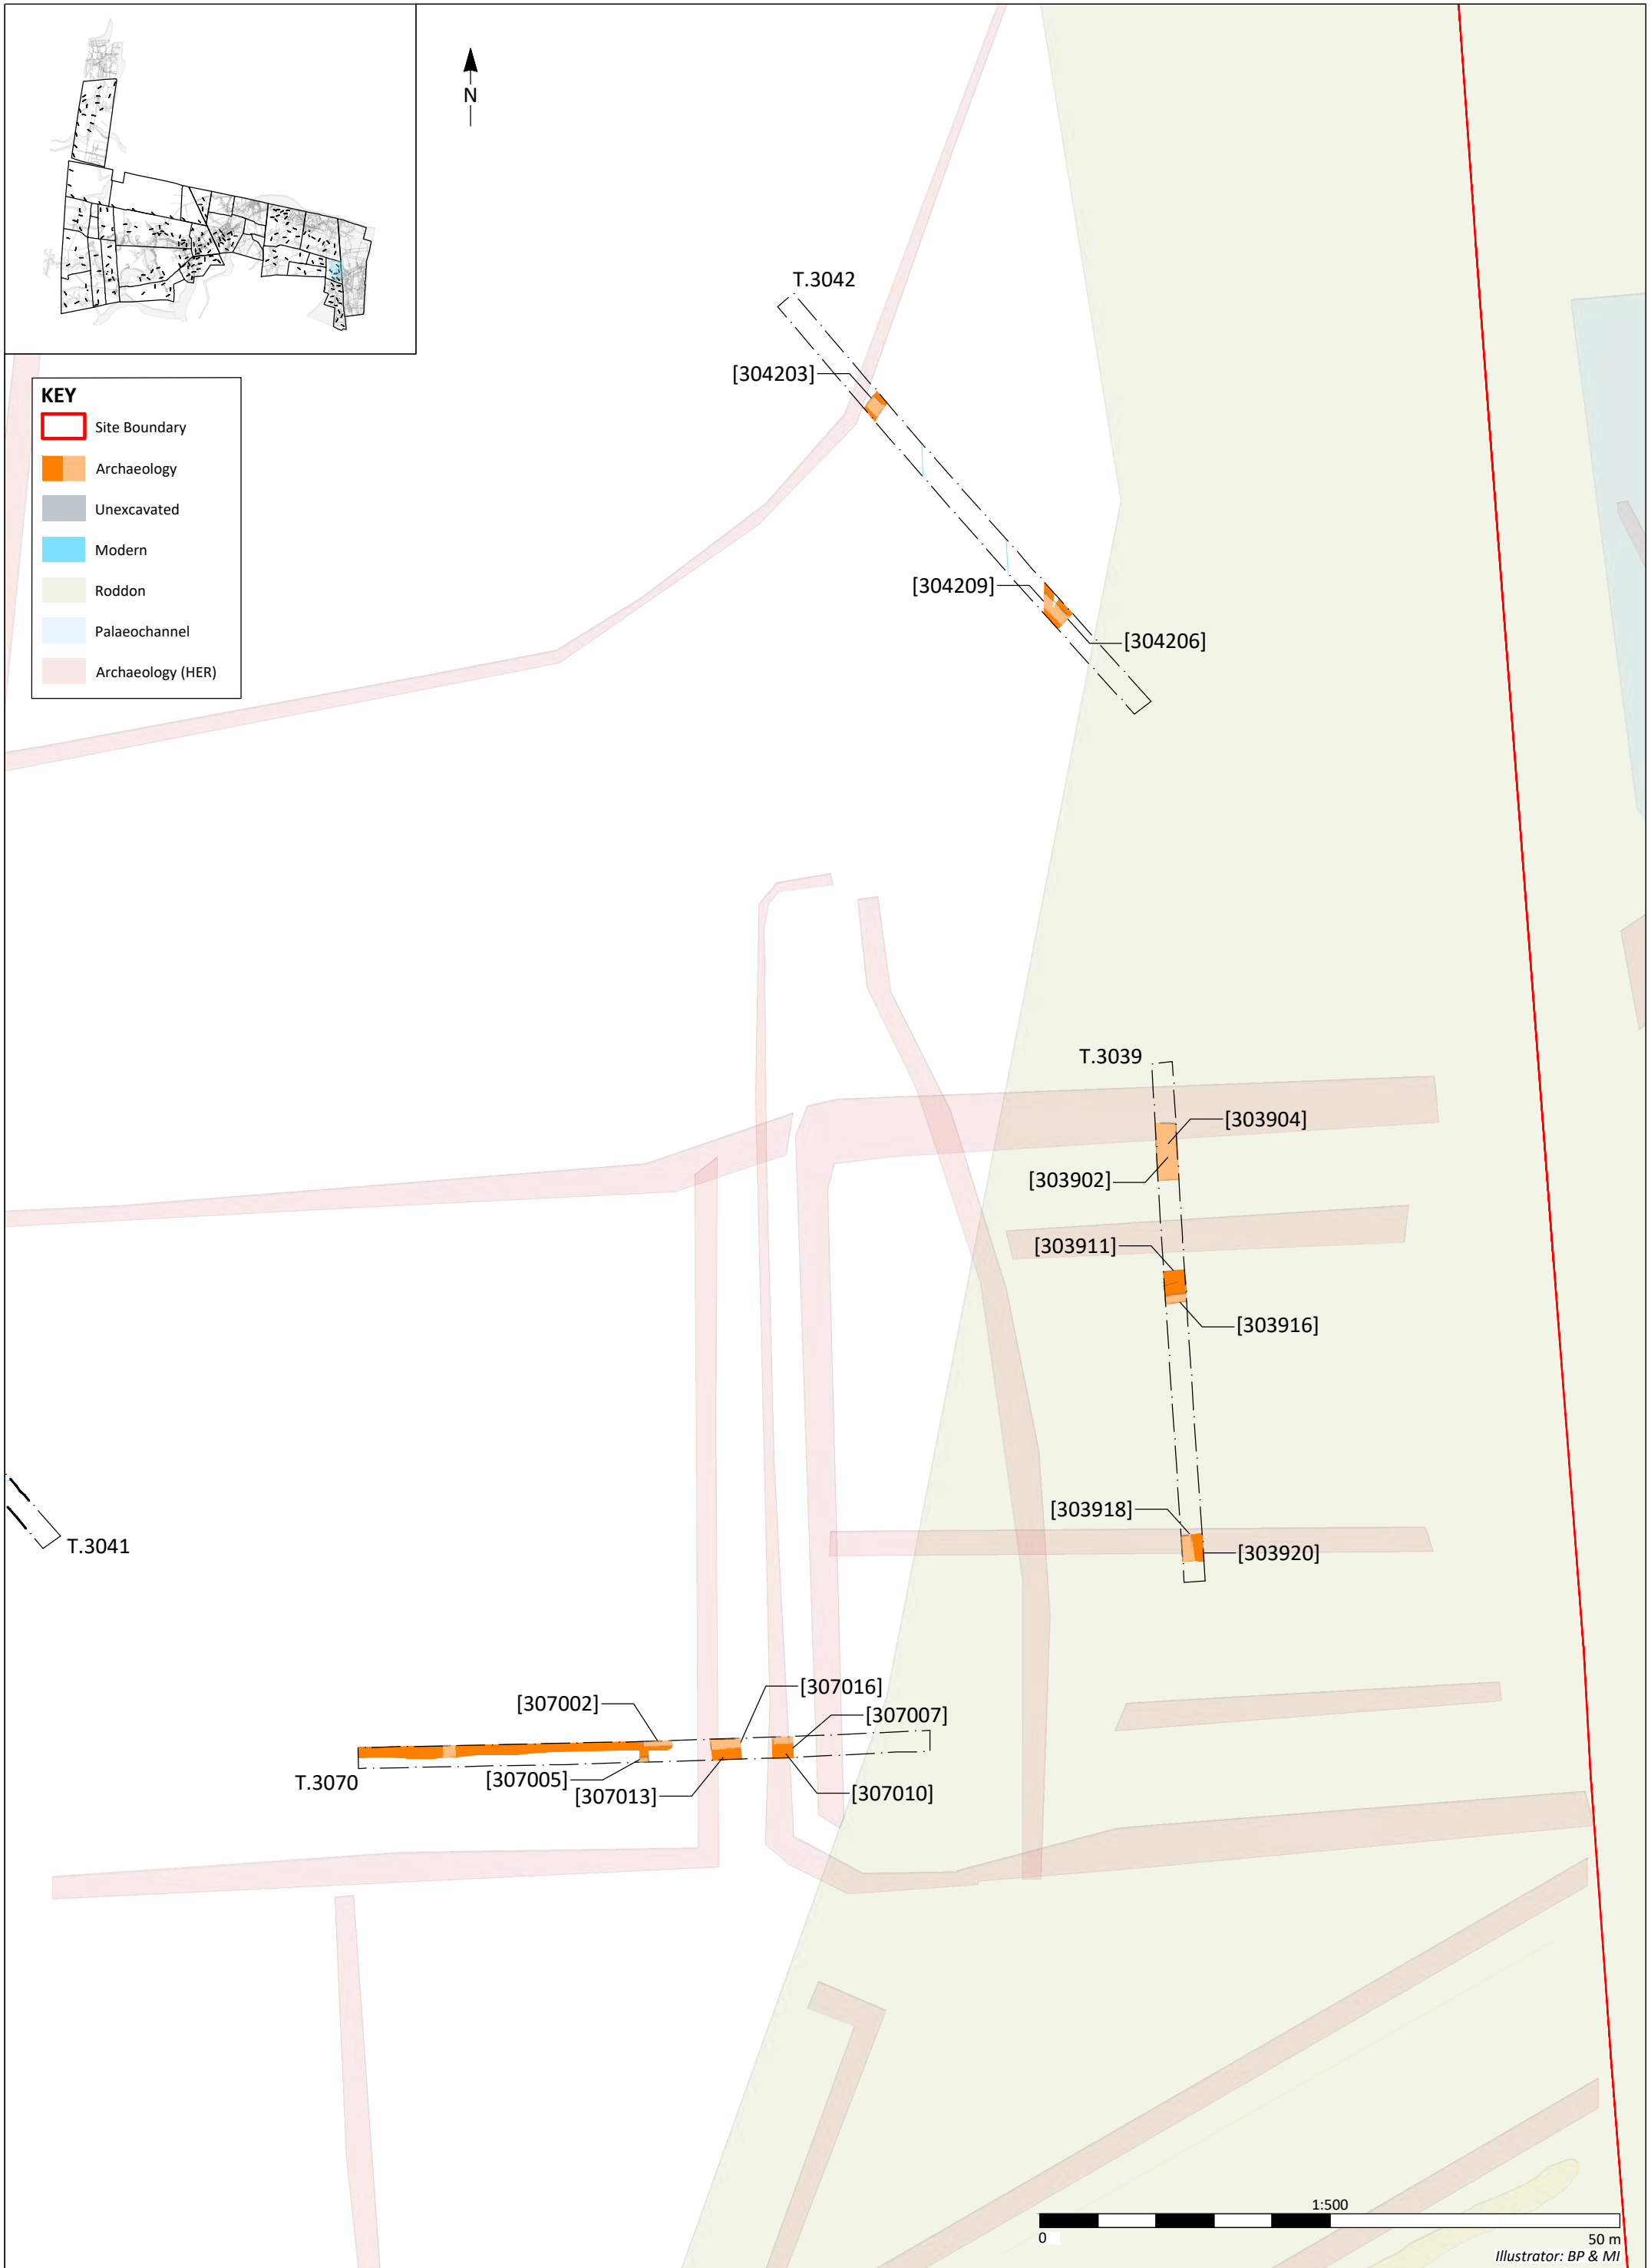 N
KEY
Site Boundary
Archaeology
Unexcavated
Modern
Roddon
Palaeochannel
Archaeology (HER)
T.3042
[304203]
[304209]
[304206]
T.3039
[303904]
[303902]
[303911]
[303916]
[303918]
[303920]
T.3041
[307016]
[307002]
[307007]
T.3070
[307005]
[307013]
[307010]
1:500
0
50 m
Illustrator: BP & MI